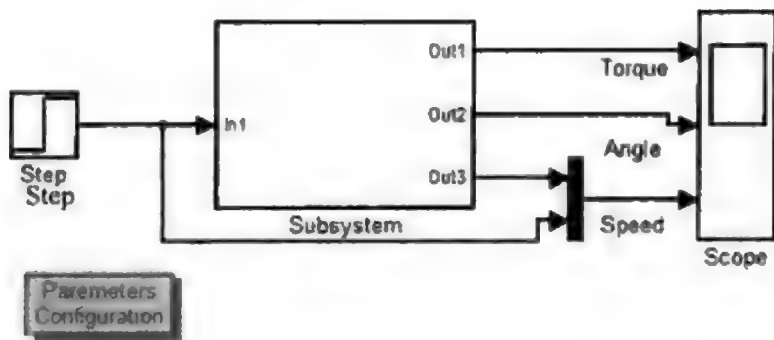 Out1
Torque
In1
Out2
Angle
Step
Step
Out3
Subsystem
Speed
Scope
Paremeters
Configuration